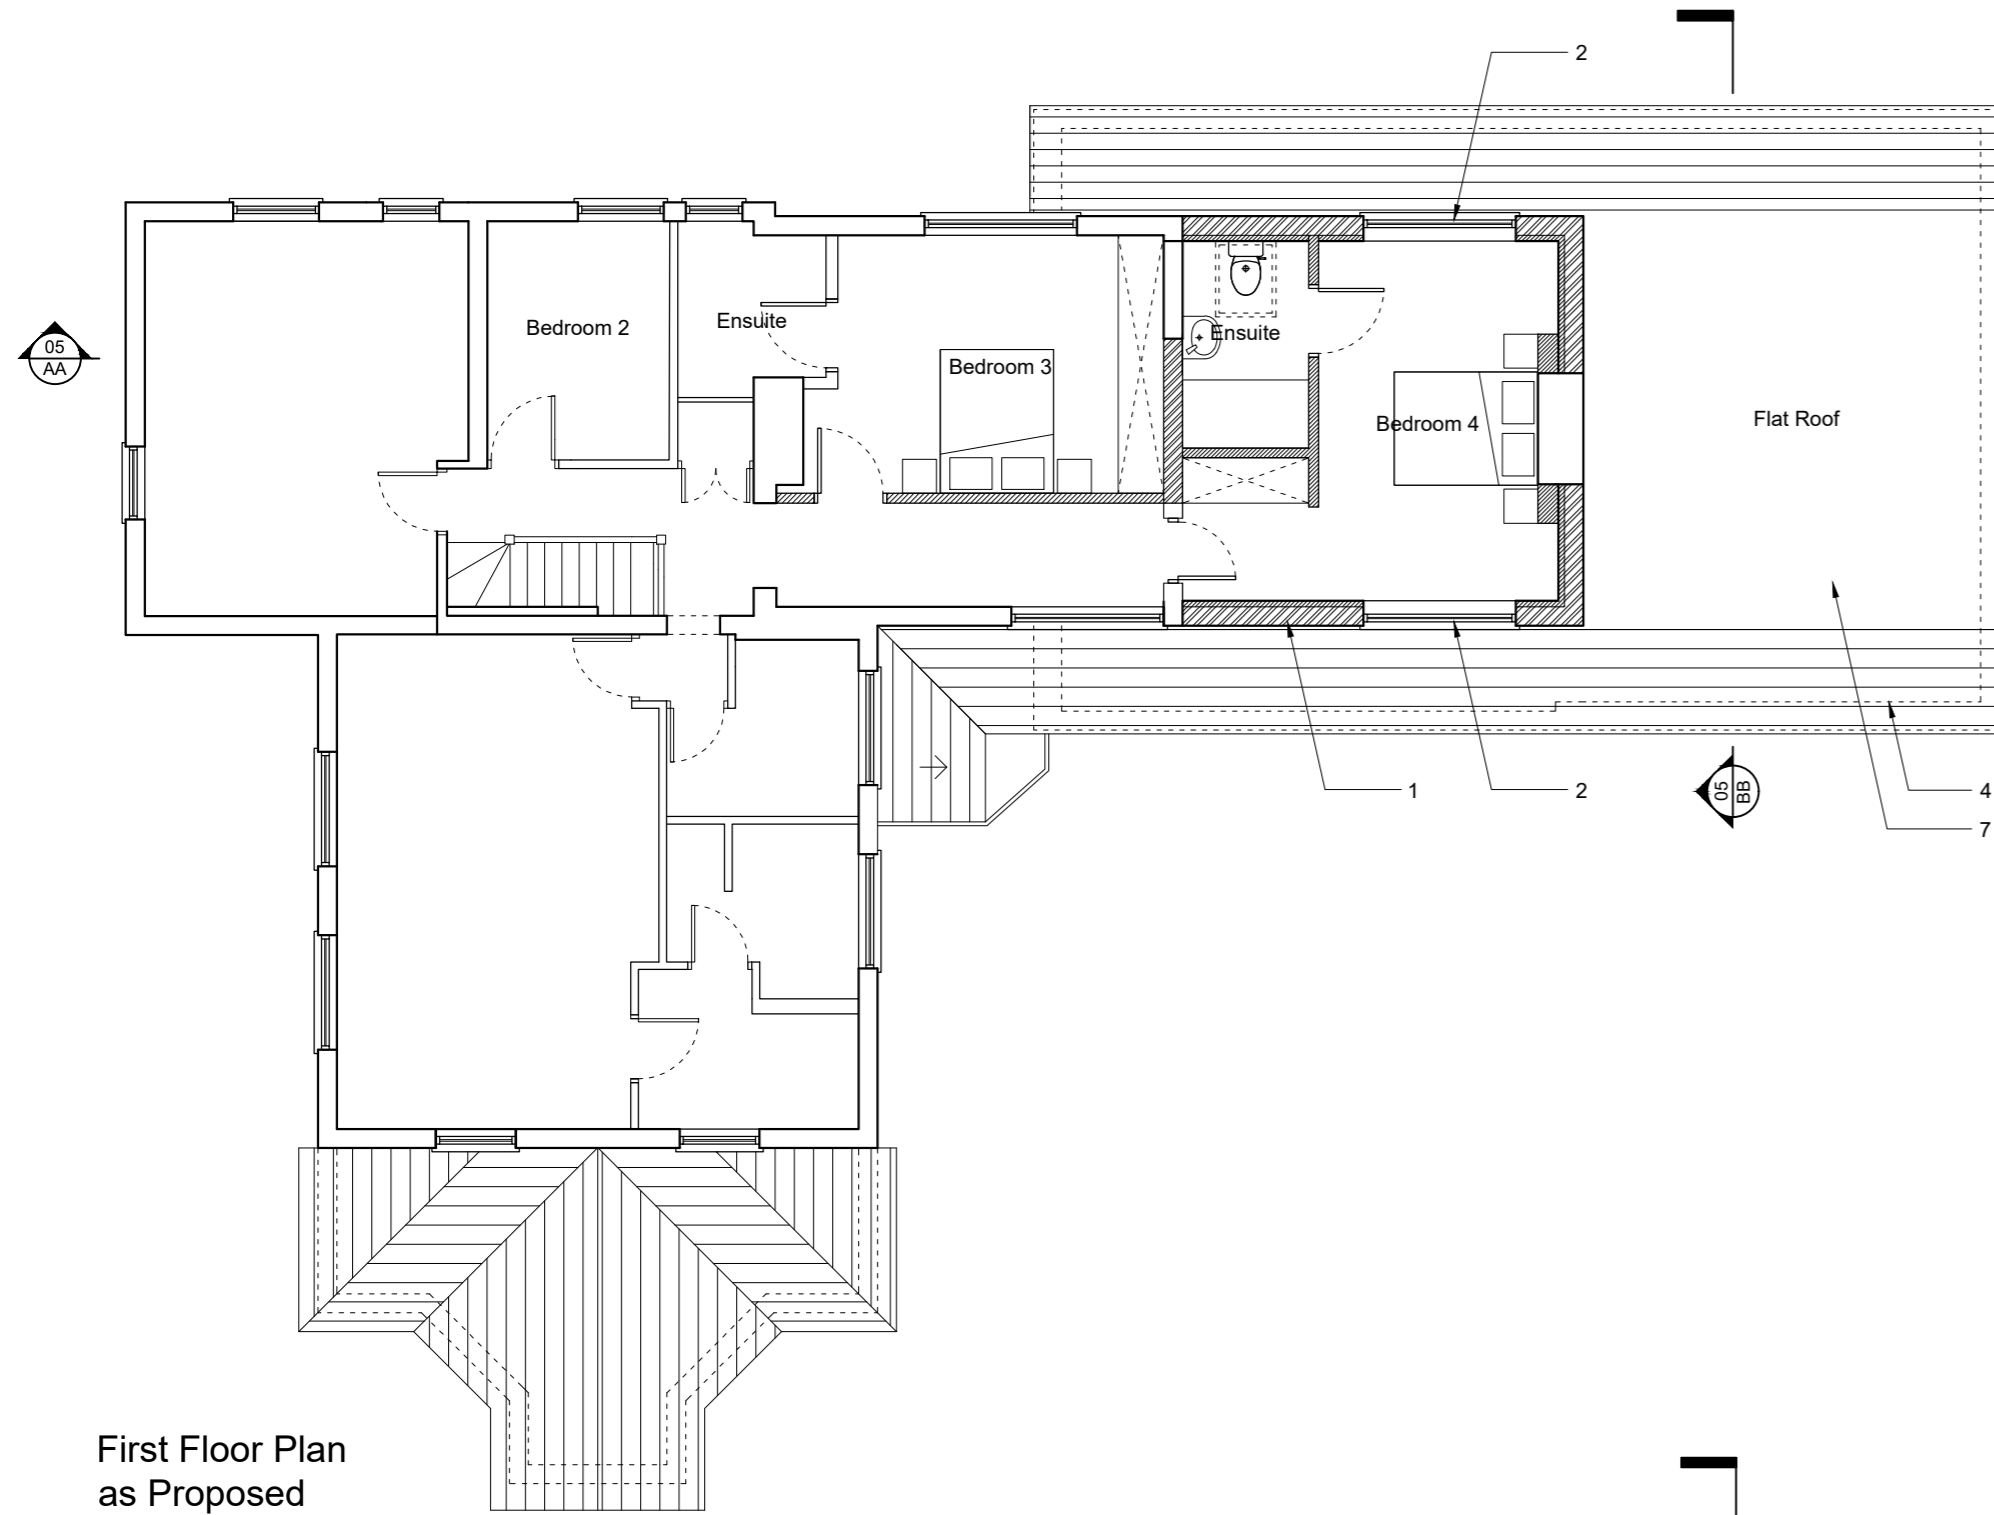 2
Bedroom 2
Ensuite
Ensuite
Bedroom 3
Bedroom 4
Flat Roof
05
AA
1
2
05
BB
4
7
First Floor Plan
as Proposed